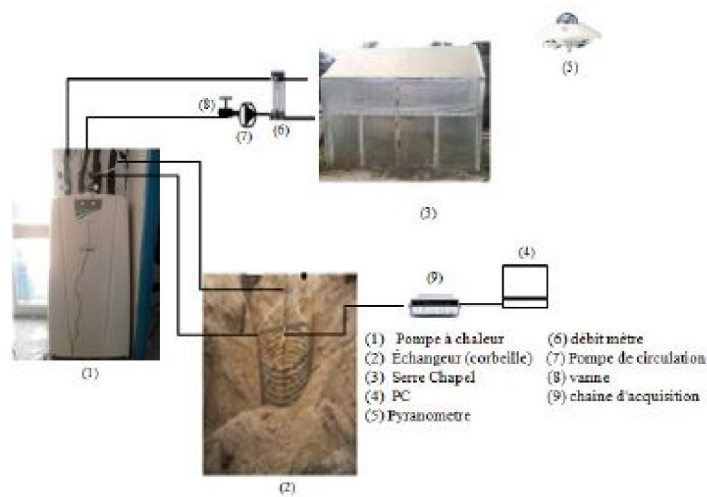 (5)
(8)
(7)
(6)
(3)
(4)
(9)
(1)
(2)
(1) Pompe à chaleur
(2) Échangeur (corbeille)
(3) Serre Chapel
(4) PC
(5) Pyranometre
(6) débit mètre
(7) Pompe de circulation
(8) vanne
(9) chaine d'acquisition